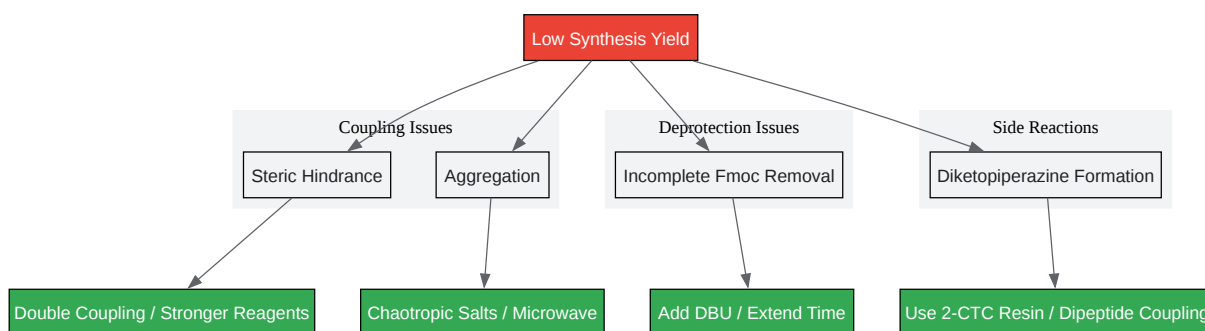 Low Synthesis Yield
Coupling Issues
Deprotection Issues
Side Reactions
Steric Hindrance
Aggregation
Incomplete Fmoc Removal
Diketopiperazine Formation
Double Coupling / Stronger Reagents
Chaotropic Salts / Microwave
Add DBU / Extend Time
Use 2-CTC Resin / Dipeptide Coupling